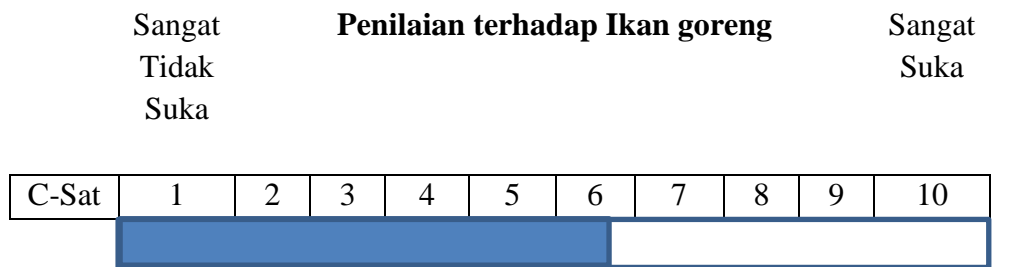 Sangat Penilaian terhadap Ikan goreng Sangat
Tidak Suka
Suka
C-Sat 1 2 3 4 5 6 7 8 9 10